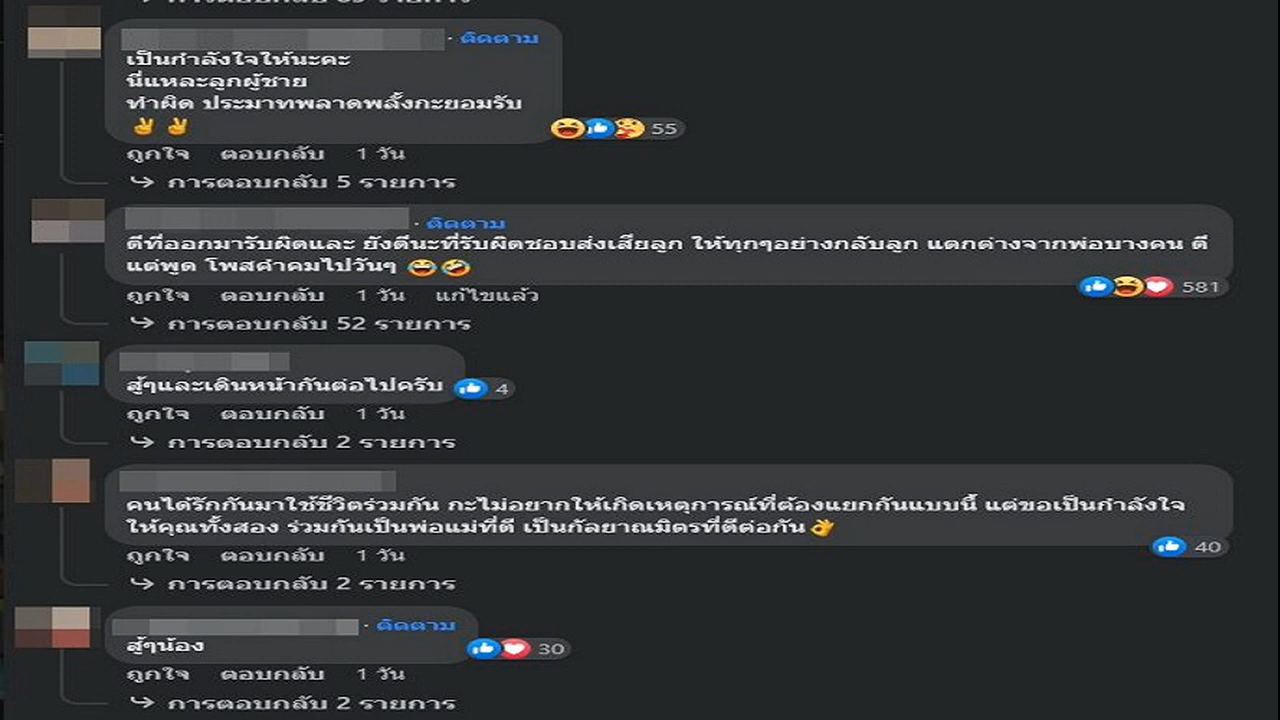 · ติดตาม
เป็นกำลังใจให้นะคะ
นี่แหละลูกผู้ชาย
ทำผิด ประมาทพลาดพลั้งกะยอมรับ
✌️ ✌️
55
ถูกใจ ตอบกลับ 1 วัน
การตอบกลับ 5 รายการ
· ติดตาม
ดีที่ออกมารับผิดและ ยังดีนะที่รับผิดชอบส่งเสียลูก ให้ทุกๆอย่างกลับลูก แตกต่างจากพ่อบางคน ดี
แต่พูด โพสคำคมไปวันๆ 😂🤣
581
ถูกใจ ตอบกลับ 1 วัน แก้ไขแล้ว
การตอบกลับ 52 รายการ
สู้ๆและเดินหน้ากันต่อไปครับ
4
ถูกใจ ตอบกลับ 1 วัน
การตอบกลับ 2 รายการ
คนได้รักกันมาใช้ชีวิตร่วมกัน กะไม่อยากให้เกิดเหตุการณ์ที่ต้องแยกกันแบบนี้ แต่ขอเป็นกำลังใจ
ให้คุณทั้งสอง ร่วมกันเป็นพ่อแม่ที่ดี เป็นกัลยาณมิตรที่ดีต่อกัน👌
40
ถูกใจ ตอบกลับ 1 วัน
การตอบกลับ 2 รายการ
· ติดตาม
สู้ๆน้อง
30
ถูกใจ ตอบกลับ 1 วัน
การตอบกลับ 2 รายการ